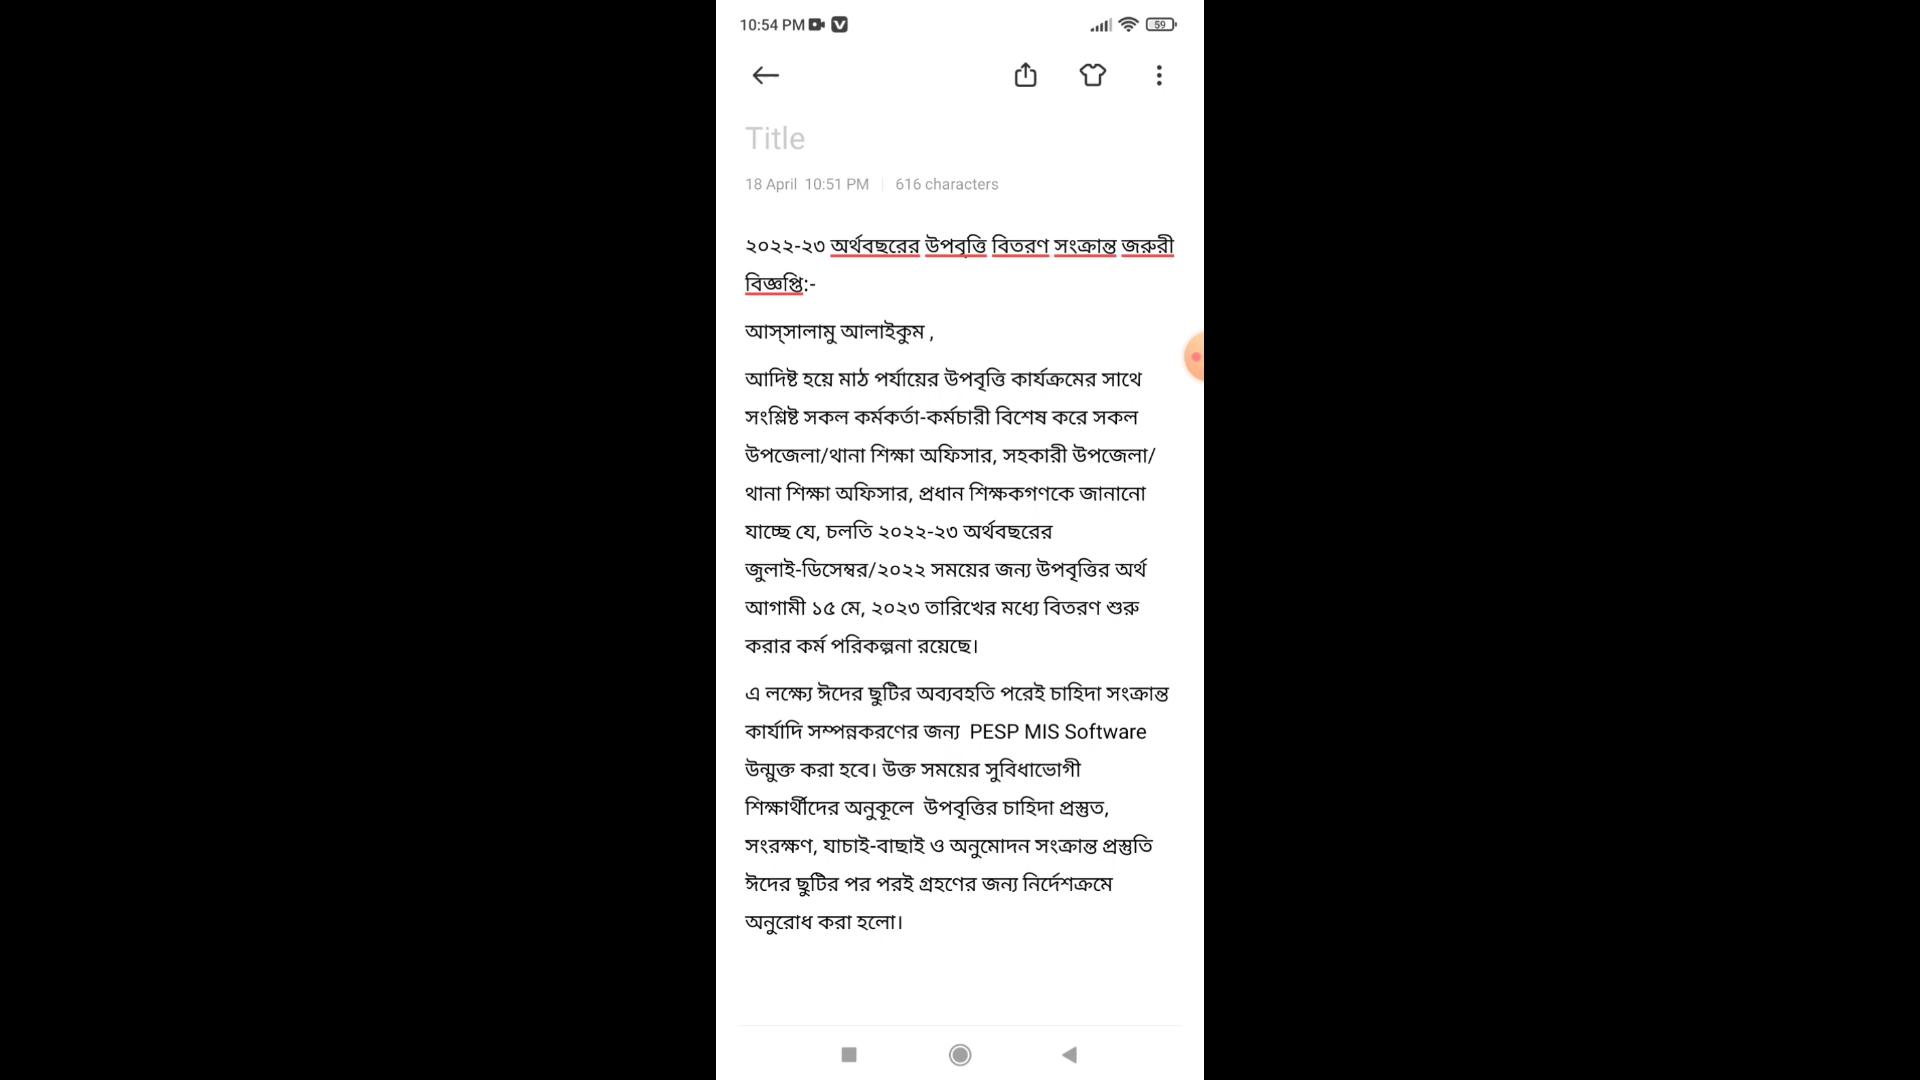 10:54 PM
59
Title
18 April 10:51 PM | 616 characters
২০২২-২৩ অর্থবছরের উপবৃত্তি বিতরণ সংক্রান্ত জরুরী
বিজ্ঞপ্তি:-
আস্সালামু আলাইকুম ,
আদিষ্ট হয়ে মাঠ পর্যায়ের উপবৃত্তি কার্যক্রমের সাথে
সংশ্লিষ্ট সকল কর্মকর্তা-কর্মচারী বিশেষ করে সকল
উপজেলা/থানা শিক্ষা অফিসার, সহকারী উপজেলা/
থানা শিক্ষা অফিসার, প্রধান শিক্ষকগণকে জানানো
যাচ্ছে যে, চলতি ২০২২-২৩ অর্থবছরের
জুলাই-ডিসেম্বর/২০২২ সময়ের জন্য উপবৃত্তির অর্থ
আগামী ১৫ মে, ২০২৩ তারিখের মধ্যে বিতরণ শুরু
করার কর্ম পরিকল্পনা রয়েছে।
এ লক্ষ্যে ঈদের ছুটির অব্যবহতি পরেই চাহিদা সংক্রান্ত
কার্যাদি সম্পন্নকরণের জন্য  PESP MIS Software
উন্মুক্ত করা হবে। উক্ত সময়ের সুবিধাভোগী
শিক্ষার্থীদের অনুকূলে  উপবৃত্তির চাহিদা প্রস্তুত,
সংরক্ষণ, যাচাই-বাছাই ও অনুমোদন সংক্রান্ত প্রস্তুতি
ঈদের ছুটির পর পরই গ্রহণের জন্য নির্দেশক্রমে
অনুরোধ করা হলো।